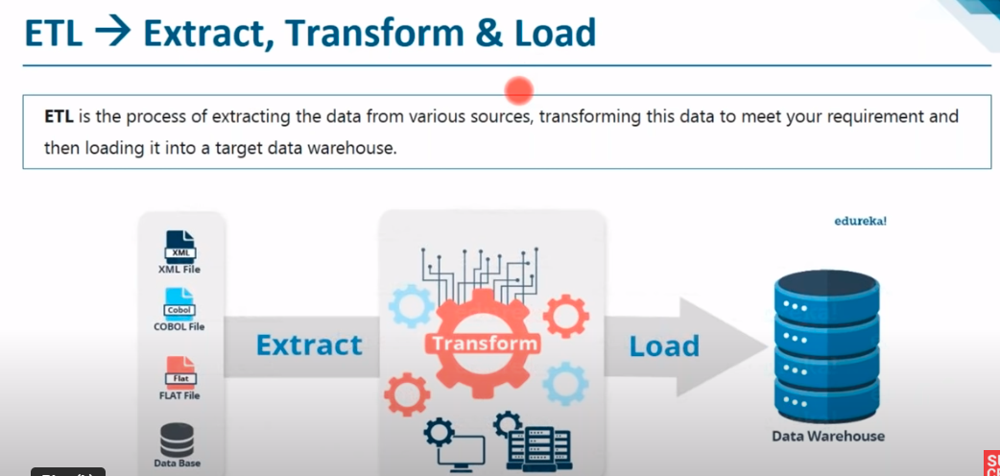 ETL → Extract, Transform & Load
ETL is the process of extracting the data from various sources, transforming this data to meet your requirement and
then loading it into a target data warehouse.
edureka!
XML
XML File
Cobol
COBOL File
Flat
FLAT File
Data Base
Extract
Transform
Load
Data Warehouse